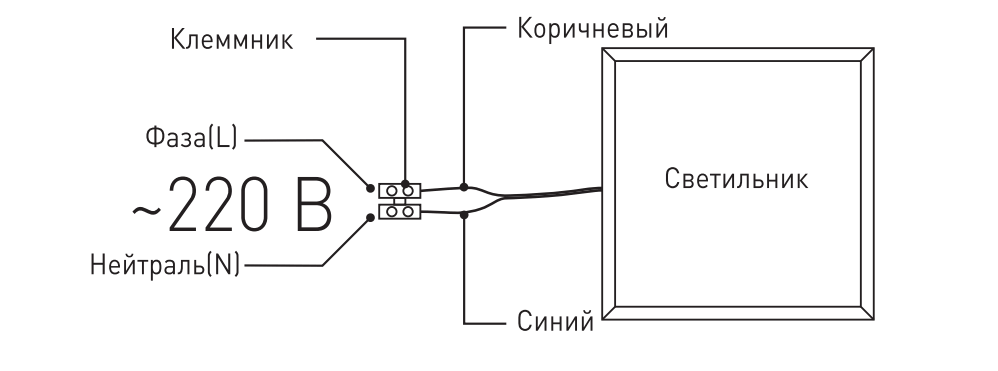 Клеммник
Коричневый
Фаза(L)
~220 В
Светильник
Нейтраль(N)
Синий